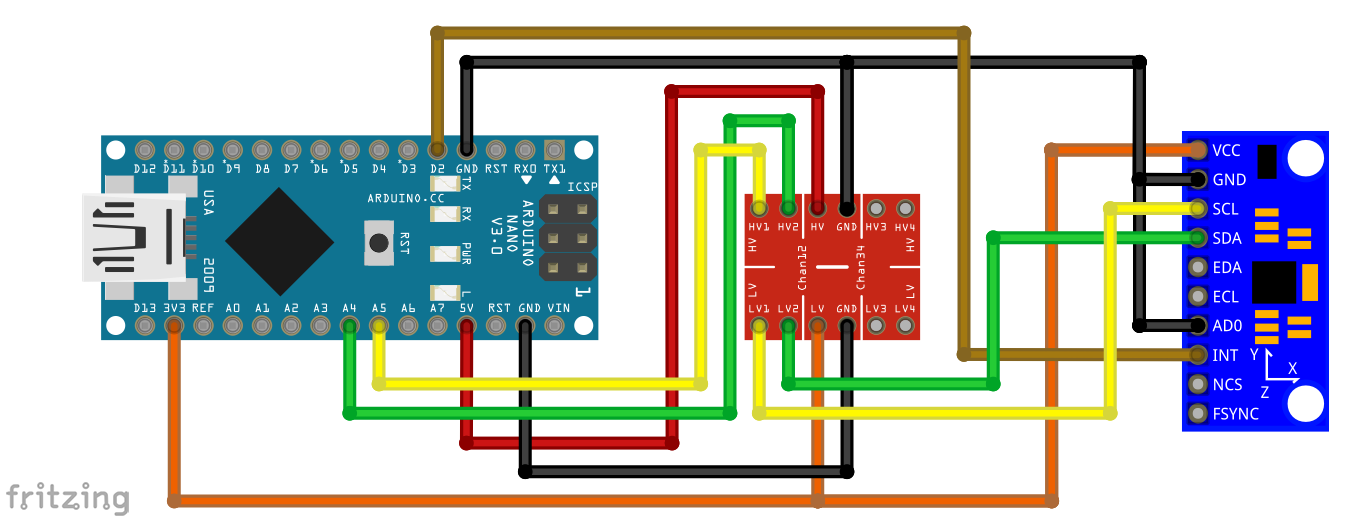 D12 D11 D10 D9 D8 D7 D6 D5 D4 D3 D2 GND RST RX0 TX1
* * * * * *
TX
RX
PWR
L
ARDUINO.CC
RST
ICSP
1
ARDUINO
NANO
V3.0
USA
2009
D13 3V3 REF A0 A1 A2 A3 A4 A5 A6 A7 5V RST GND VIN
HV1 HV2 HV GND HV3 HV4
HV
LV
Chan12
Chan34
HV
LV
LV1 LV2 LV GND LV3 LV4
VCC
GND
SCL
SDA
EDA
ECL
AD0
INT
NCS
FSYNC
Y
X
Z
fritzing